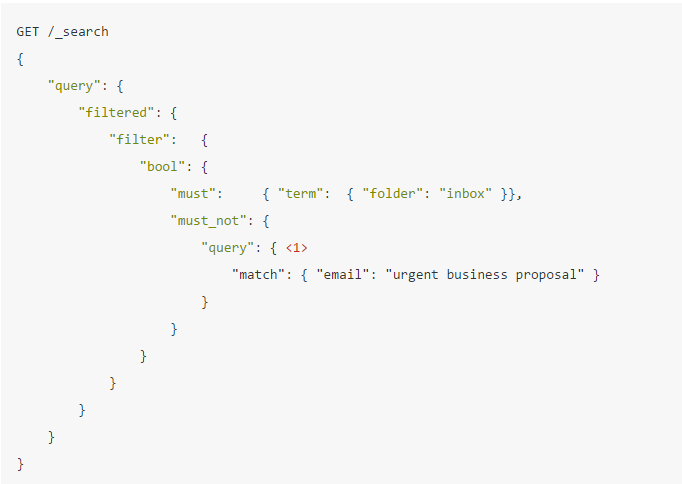 GET /_search
{
    "query": {
        "filtered": {
            "filter":   {
                "bool": {
                    "must":     { "term":  { "folder": "inbox" }},
                    "must_not": {
                        "query": { <1>
                            "match": { "email": "urgent business proposal" }
                        }
                    }
                }
            }
        }
    }
}